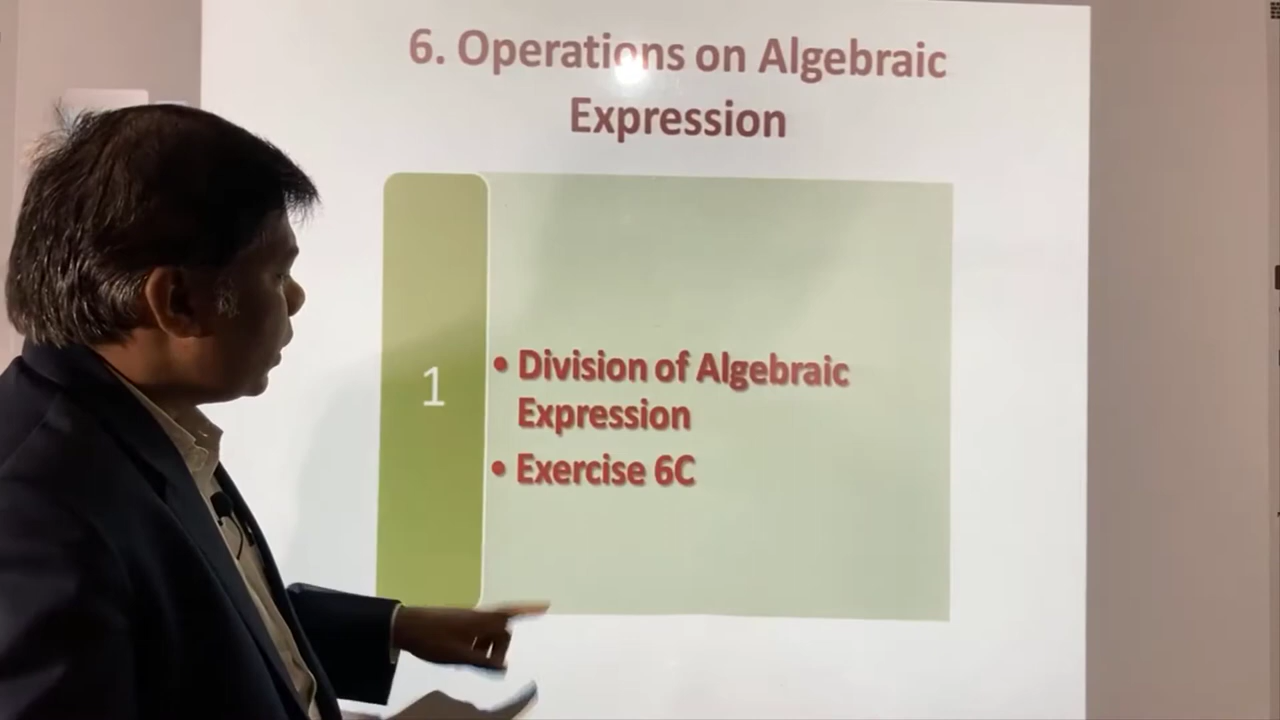 6. Operations on Algebraic
Expression
1
• Division of Algebraic
Expression
• Exercise 6C